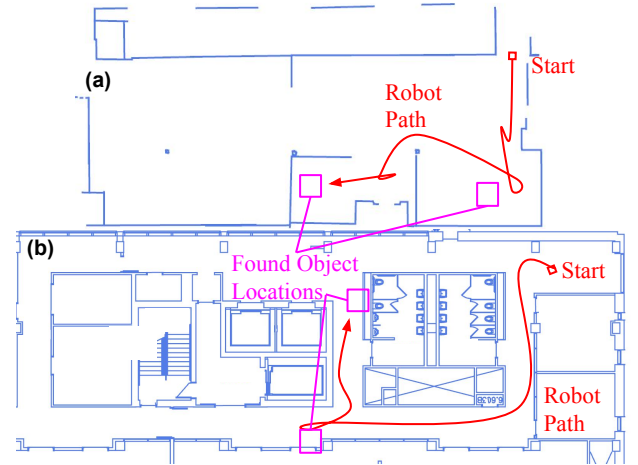 (a)
Start
Robot
Path
(b)
Found Object
Locations
Start
Robot
Path